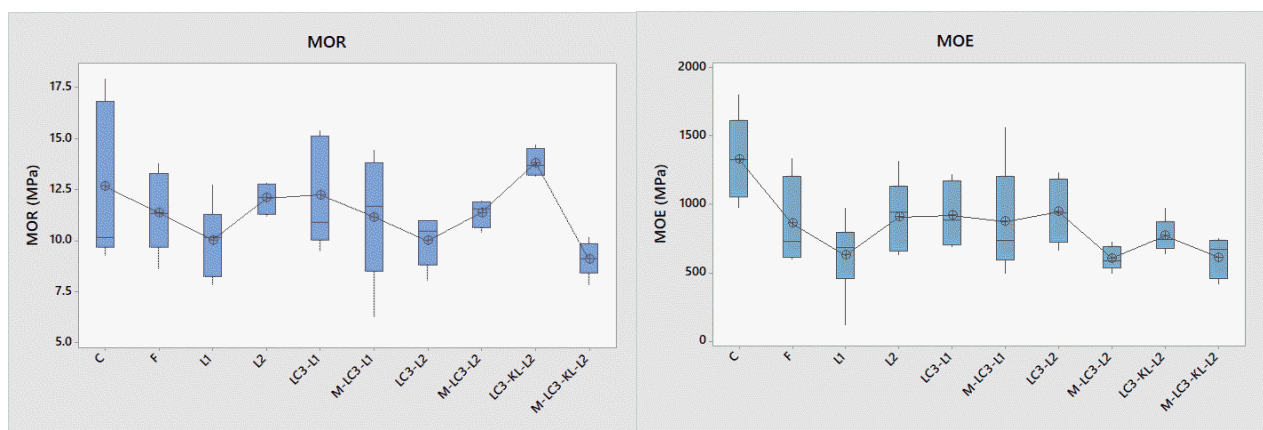 MOR
MOR (MPa)
17.5
15.0
12.5
10.0
7.5
5.0
C
F
L1
L2
LC3-L1
M-LC3-L1
LC3-L2
M-LC3-L2
LC3-KL-L2
M-LC3-KL-L2
MOE
MOE (MPa)
2000
1500
1000
500
0
C
F
L1
L2
LC3-L1
M-LC3-L1
LC3-L2
M-LC3-L2
LC3-KL-L2
M-LC3-KL-L2